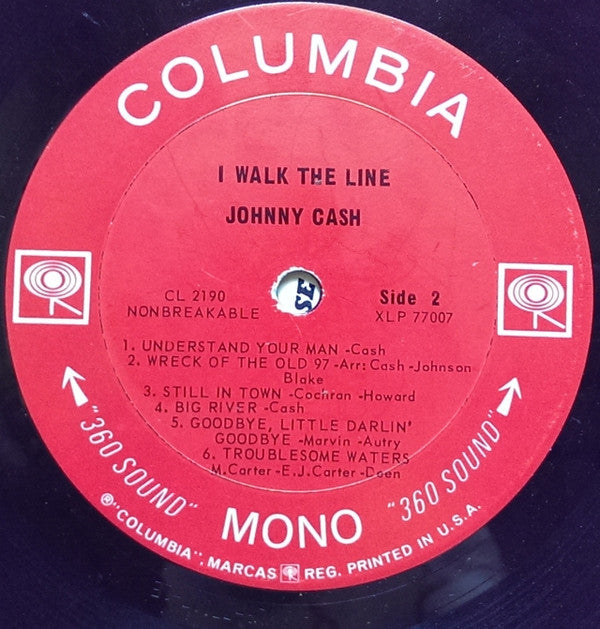 COLUMBIA
I WALK THE LINE
JOHNNY CASH
CL 2190
NONBREAKABLE
Side 2
XLP 77007
1. UNDERSTAND YOUR MAN -Cash
2. WRECK OF THE OLD 97 -Arr: Cash -Johnson
Blake
3. STILL IN TOWN -Cochran -Howard
4. BIG RIVER -Cash
5. GOODBYE, LITTLE DARLIN'
GOODBYE -Marvin -Autry
6. TROUBLESOME WATERS
M.Carter -E.J.Carter -Deen
"360 SOUND"
MONO
"360 SOUND"
®"COLUMBIA", MARCAS REG. PRINTED IN U.S.A.